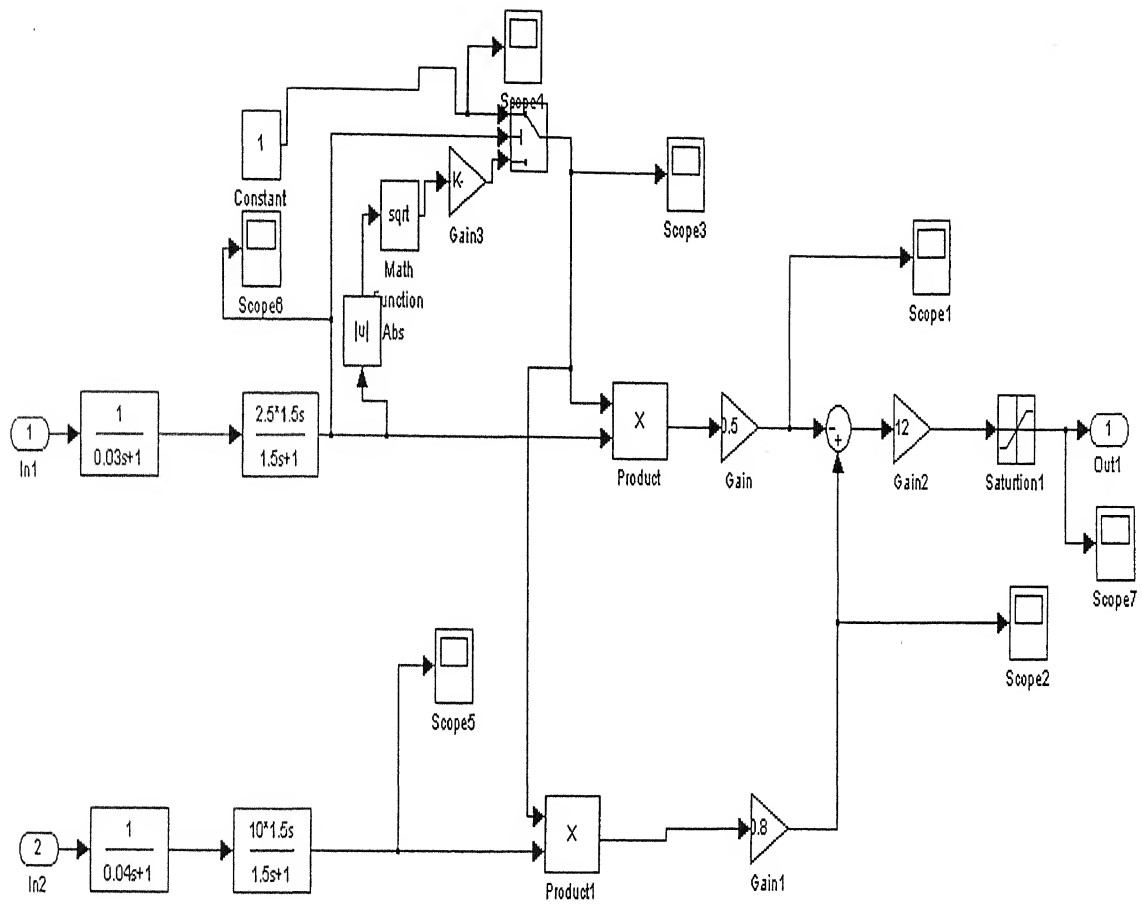 Scope4
1
Constant
K-
Gain3
sqrt
Math
Function
Scope3
Scope6
|u|
Abs
Scope1
1
In1
1
0.03s+1
2.5*1.5s
1.5s+1
X
Product
0.5
Gain
-
+
12
Gain2
Saturtion1
1
Out1
Scope7
Scope2
Scope5
2
In2
1
0.04s+1
10*1.5s
1.5s+1
X
Product1
0.8
Gain1